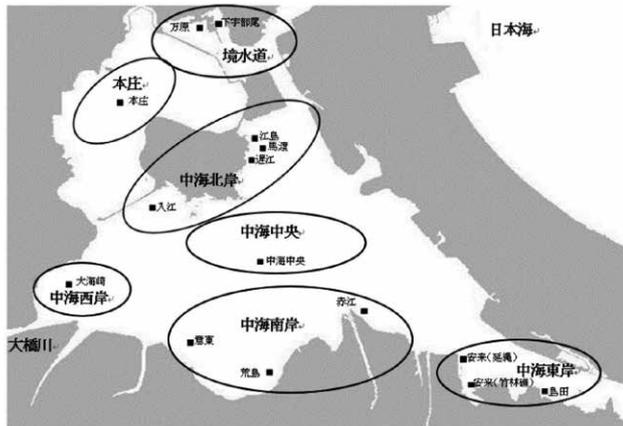 下宇部尾
万原
日本海
境水道
本庄
本庄
江島
馬渡
遅江
中海北岸
入江
中海中央
中海中央
大海崎
中海西岸
赤江
中海南岸
大橋川
意東
荒島
安来(延縄)
中海東岸
安来(竹林礁)
島田